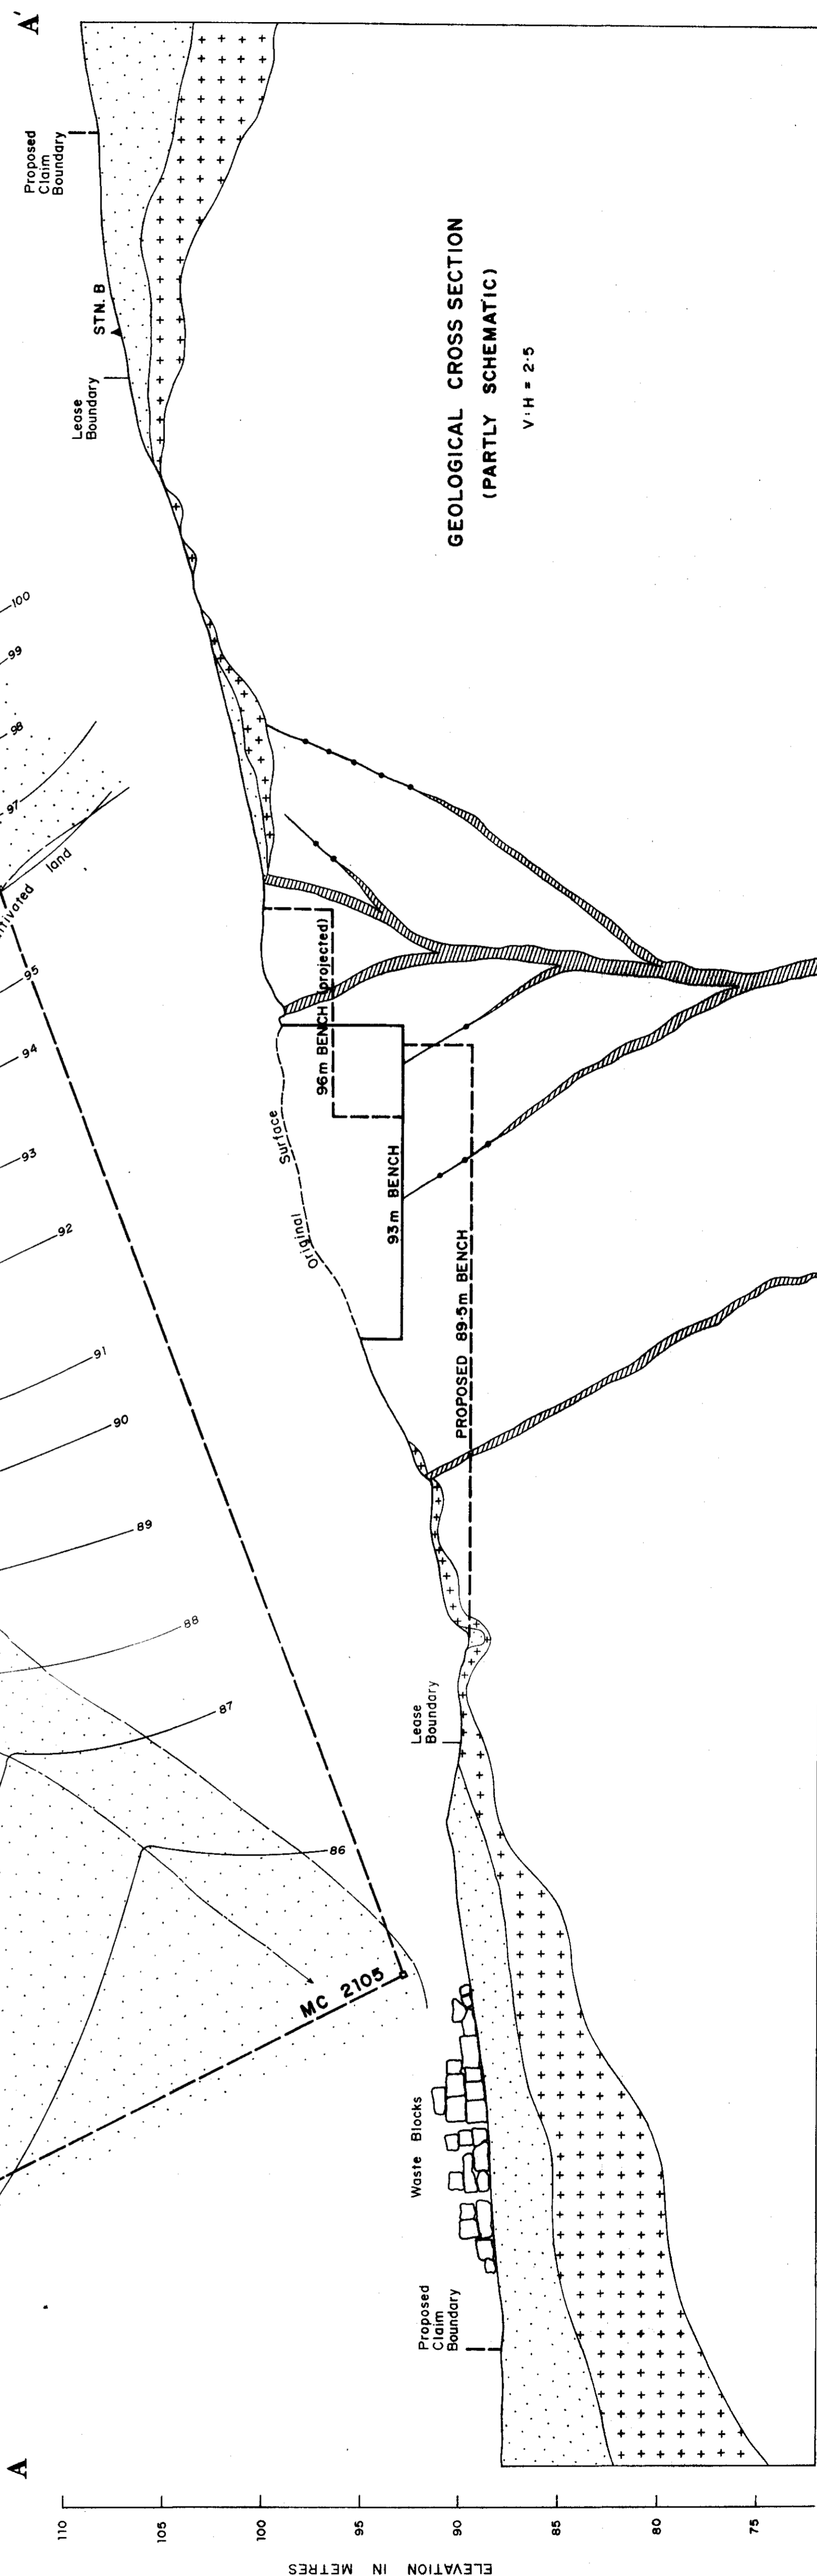 A'
Proposed
Claim
Boundary
STN. B
Lease
Boundary
GEOLOGICAL CROSS SECTION
(PARTLY SCHEMATIC)
V:H = 2·5
100
99
98
97
95
94
93
92
91
90
89
88
87
86
land
96m BENCH (projected)
Original Surface
93m BENCH
PROPOSED 89·5m BENCH
Lease
Boundary
MC 2105
Waste Blocks
Proposed
Claim
Boundary
A
110
105
100
95
90
85
80
75
ELEVATION IN METRES